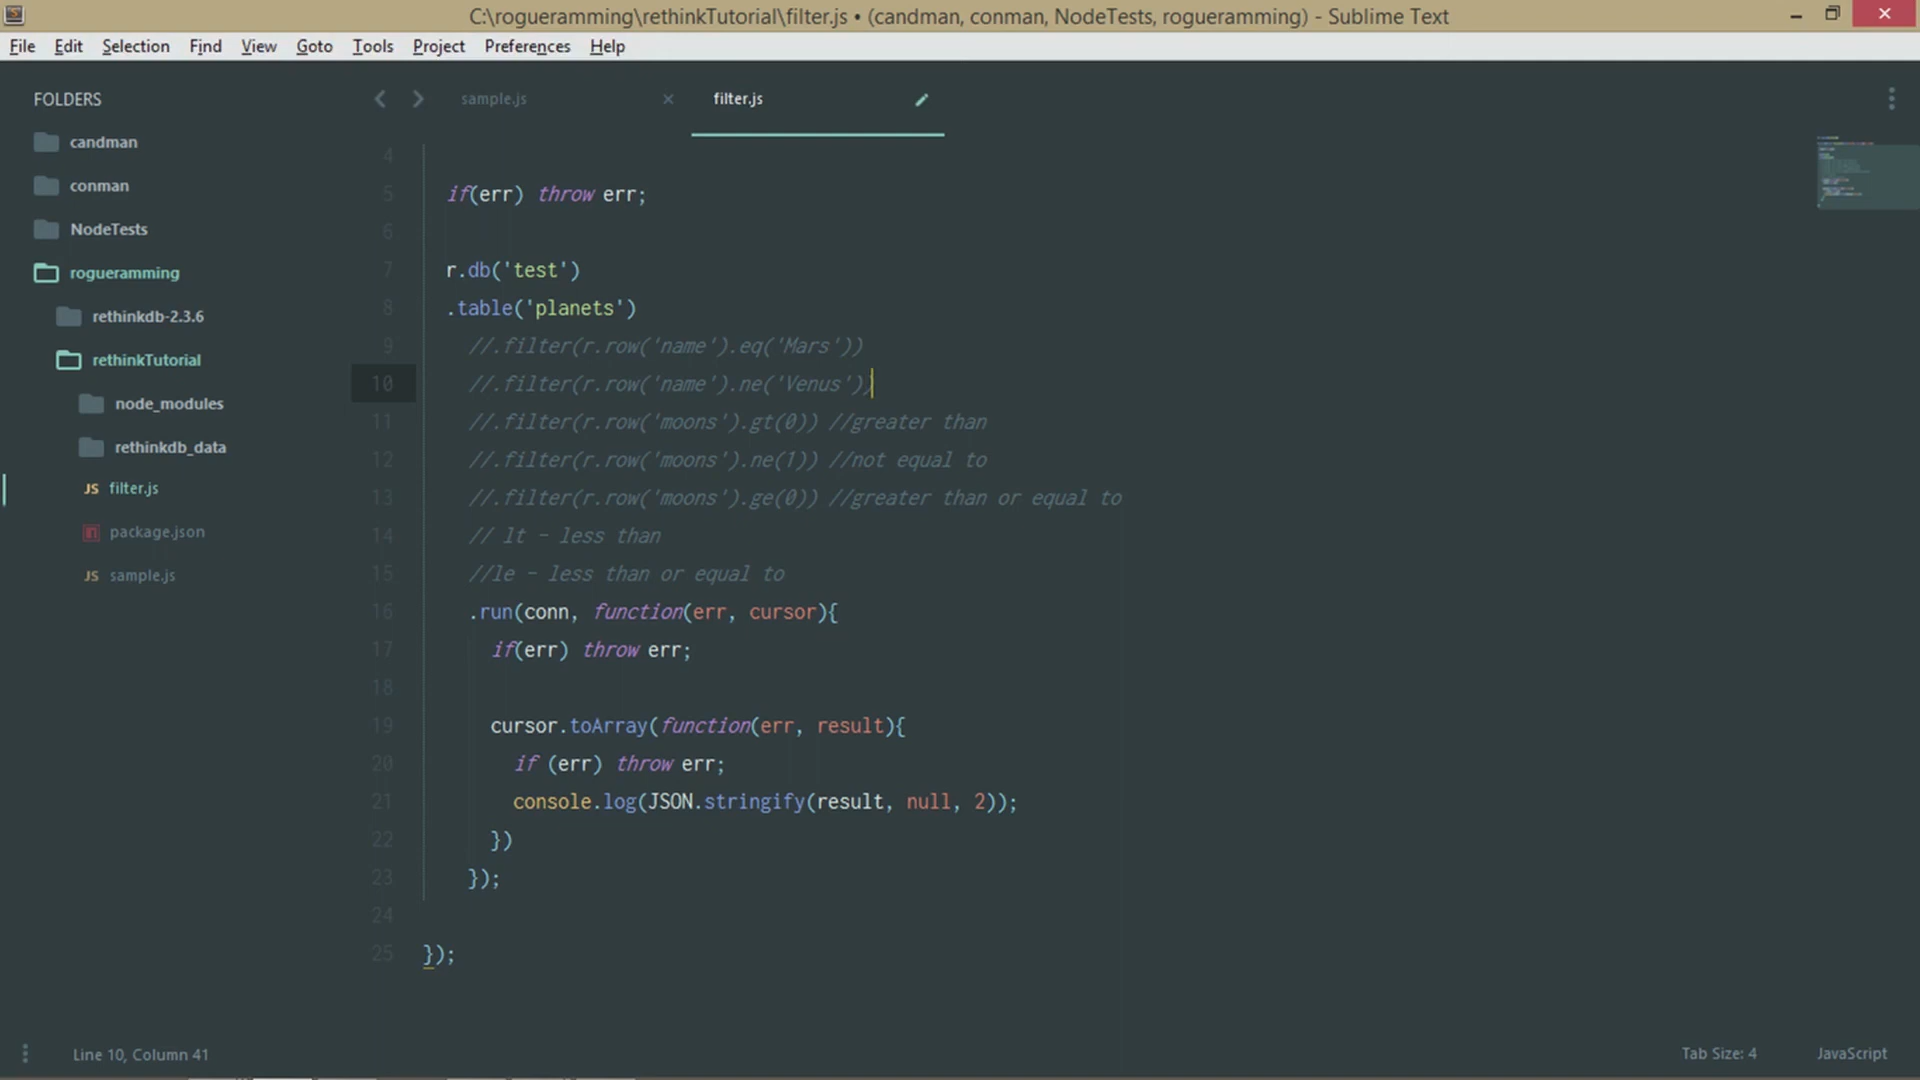 C:\rogueramming\rethinkTutorial\filter.js • (candman, conman, NodeTests, rogueramming) - Sublime Text
File Edit Selection Find View Goto Tools Project Preferences Help
FOLDERS
candman
conman
NodeTests
rogueramming
rethinkdb-2.3.6
rethinkTutorial
node_modules
rethinkdb_data
JS filter.js
package.json
JS sample.js
sample.js filter.js
4
5 if(err) throw err;
6
7 r.db('test')
8 .table('planets')
9 //.filter(r.row('name').eq('Mars'))
10 //.filter(r.row('name').ne('Venus'))
11 //.filter(r.row('moons').gt(0)) //greater than
12 //.filter(r.row('moons').ne(1)) //not equal to
13 //.filter(r.row('moons').ge(0)) //greater than or equal to
14 // lt - less than
15 //le - less than or equal to
16 .run(conn, function(err, cursor){
17 if(err) throw err;
18
19 cursor.toArray(function(err, result){
20 if (err) throw err;
21 console.log(JSON.stringify(result, null, 2));
22 })
23 });
24
25 });
Line 10, Column 41
Tab Size: 4
JavaScript